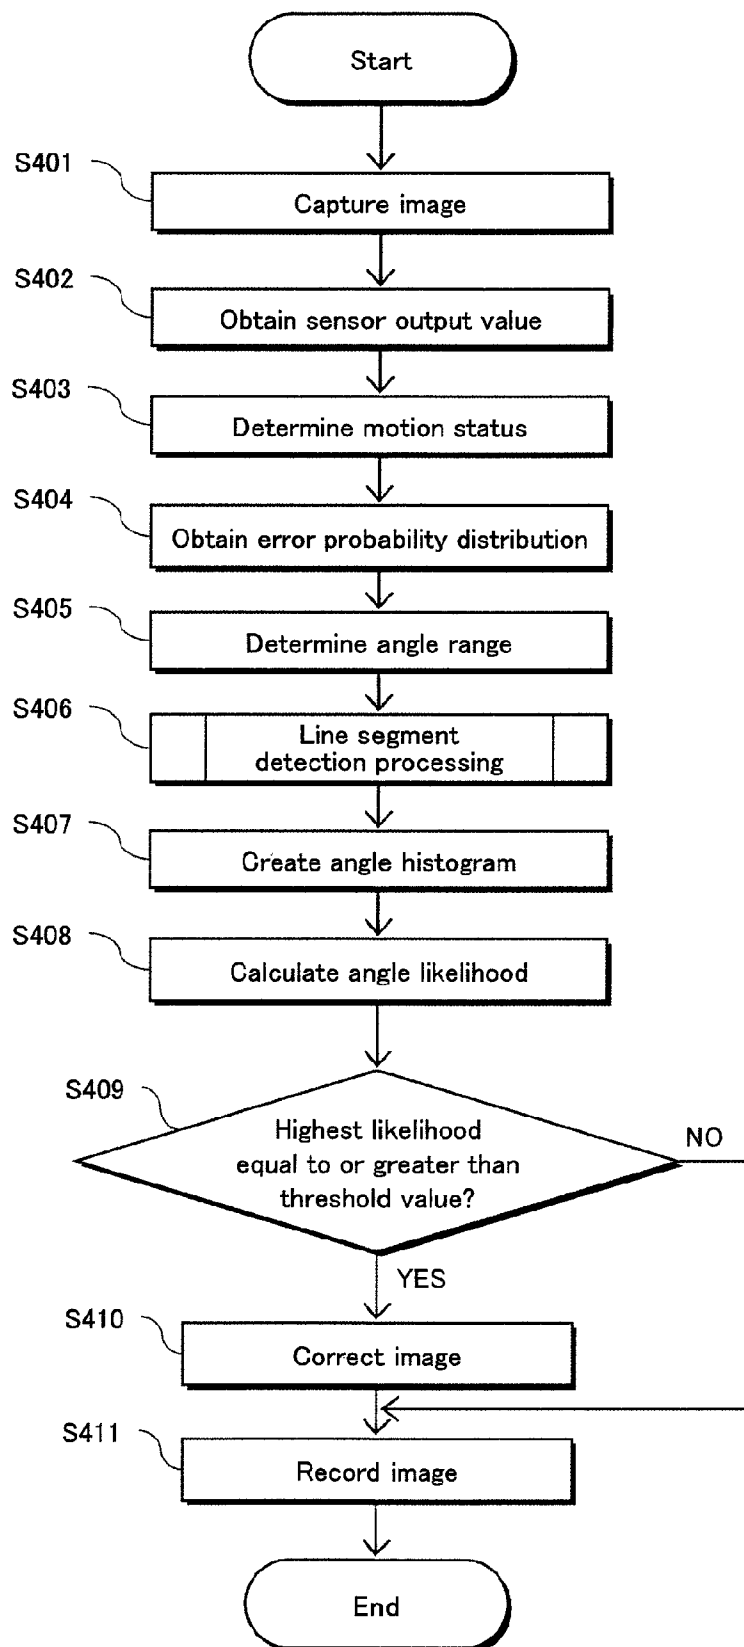 Start
S401
Capture image
S402
Obtain sensor output value
S403
Determine motion status
S404
Obtain error probability distribution
S405
Determine angle range
S406
Line segment
detection processing
S407
Create angle histogram
S408
Calculate angle likelihood
S409
Highest likelihood
equal to or greater than
threshold value?
NO
YES
S410
Correct image
S411
Record image
End